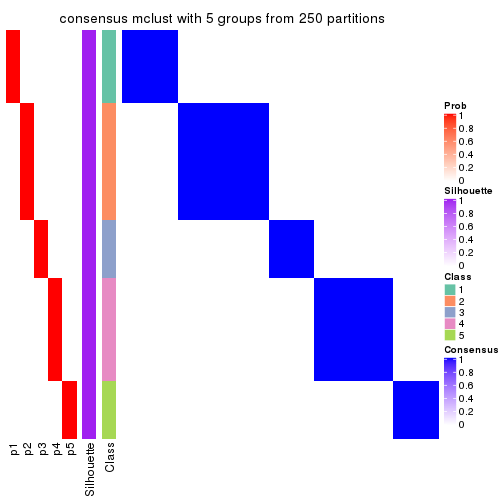 consensus mclust with 5 groups from 250 partitions
Prob
1
0.8
0.6
0.4
0.2
0
Silhouette
1
0.8
0.6
0.4
0.2
0
Class
1
2
3
4
5
Consensus
1
0.8
0.6
0.4
0.2
0
p1
p2
p3
p4
p5
Silhouette
Class